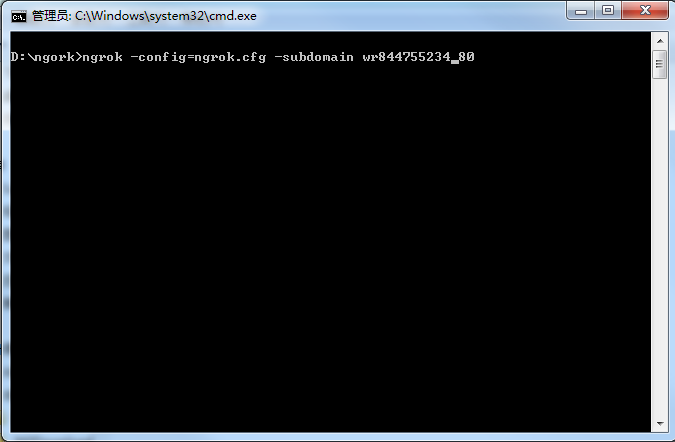 管理员: C:\Windows\system32\cmd.exe
D:\ngork>ngrok -config=ngrok.cfg -subdomain wr844755234 80